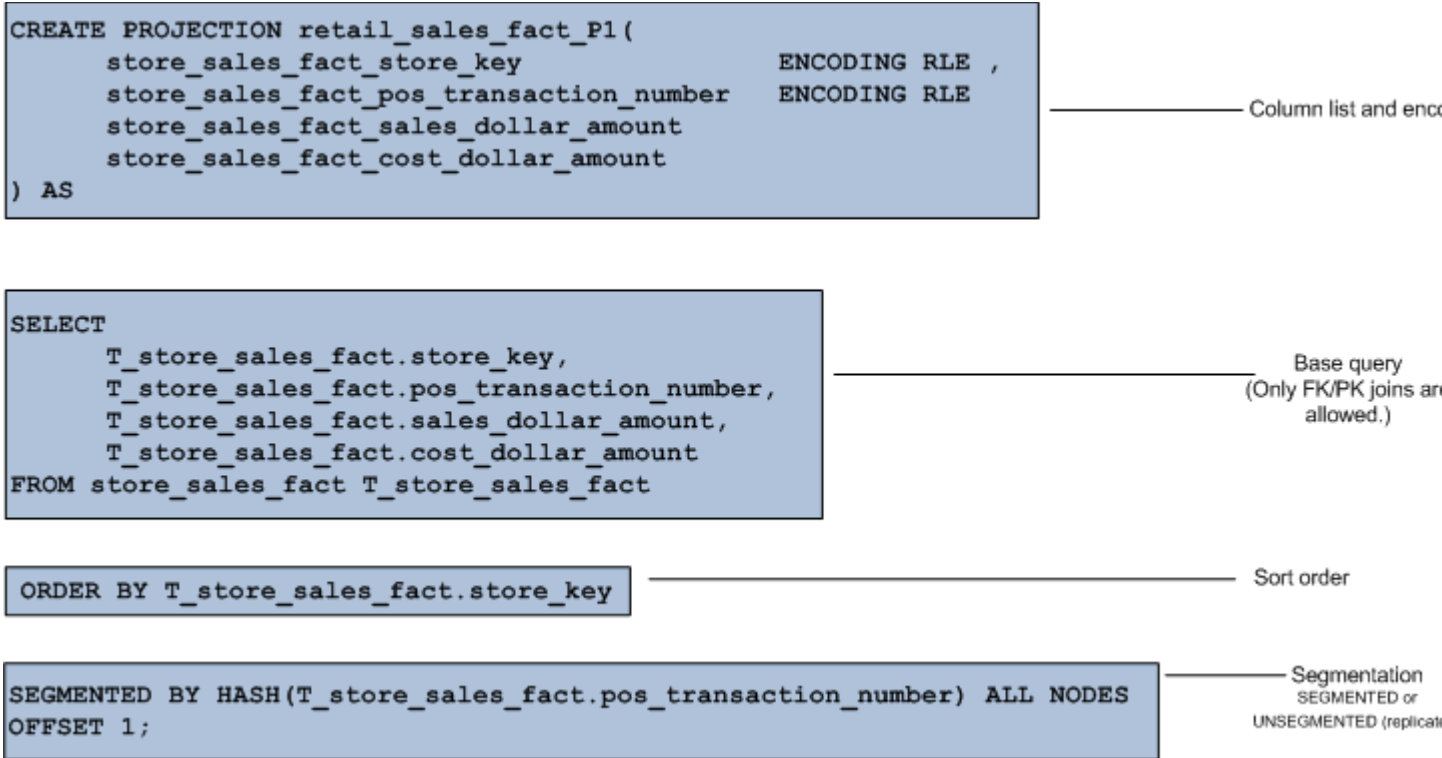 CREATE PROJECTION retail_sales_fact_P1(
store_sales_fact_store_key ENCODING RLE ,
store_sales_fact_pos_transaction_number ENCODING RLE
store_sales_fact_sales_dollar_amount
store_sales_fact_cost_dollar_amount
) AS
Column list and
SELECT
T_store_sales_fact.store_key,
T_store_sales_fact.pos_transaction_number,
T_store_sales_fact.sales_dollar_amount,
T_store_sales_fact.cost_dollar_amount
FROM store_sales_fact T_store_sales_fact
Base query
(Only FK/PK joins are
allowed.)
ORDER BY T_store_sales_fact.store_key
Sort order
SEGMENTED BY HASH(T_store_sales_fact.pos_transaction_number) ALL NODES
OFFSET 1;
Segmentation
SEGMENTED or
UNSEGMENTED